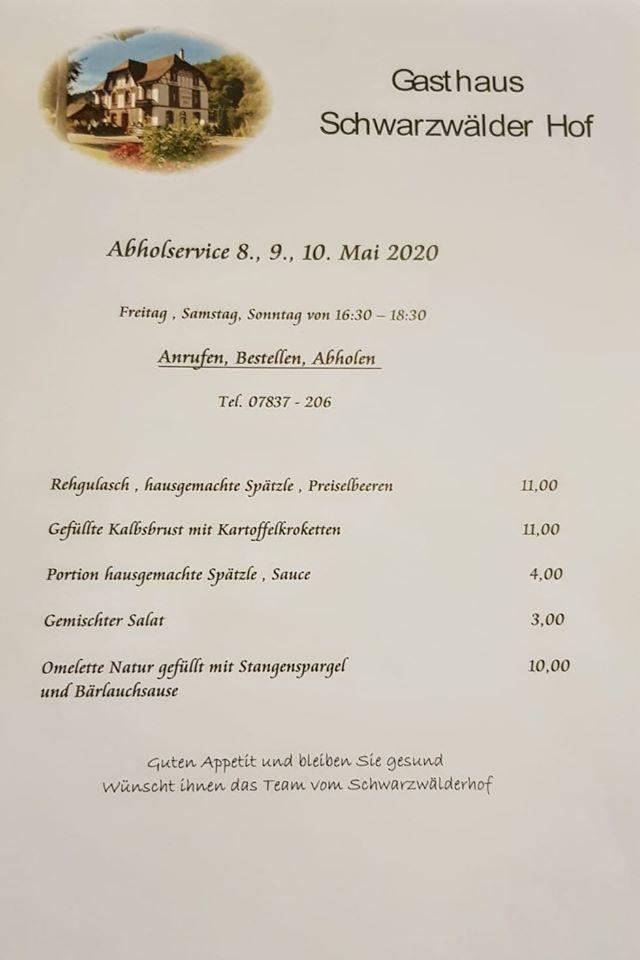 Gasthaus
Schwarzwälder Hof
Abholservice 8., 9., 10. Mai 2020
Freitag , Samstag, Sonntag von 16:30 – 18:30
Anrufen, Bestellen, Abholen
Tel. 07837 - 206
Rehgulasch , hausgemachte Spätzle , Preiselbeeren 11,00
Gefüllte Kalbsbrust mit Kartoffelkroketten 11,00
Portion hausgemachte Spätzle , Sauce 4,00
Gemischter Salat 3,00
Omelette Natur gefüllt mit Stangenspargel 10,00
und Bärlauchsause
Guten Appetit und bleiben Sie gesund
Wünscht ihnen das Team vom Schwarzwälderhof